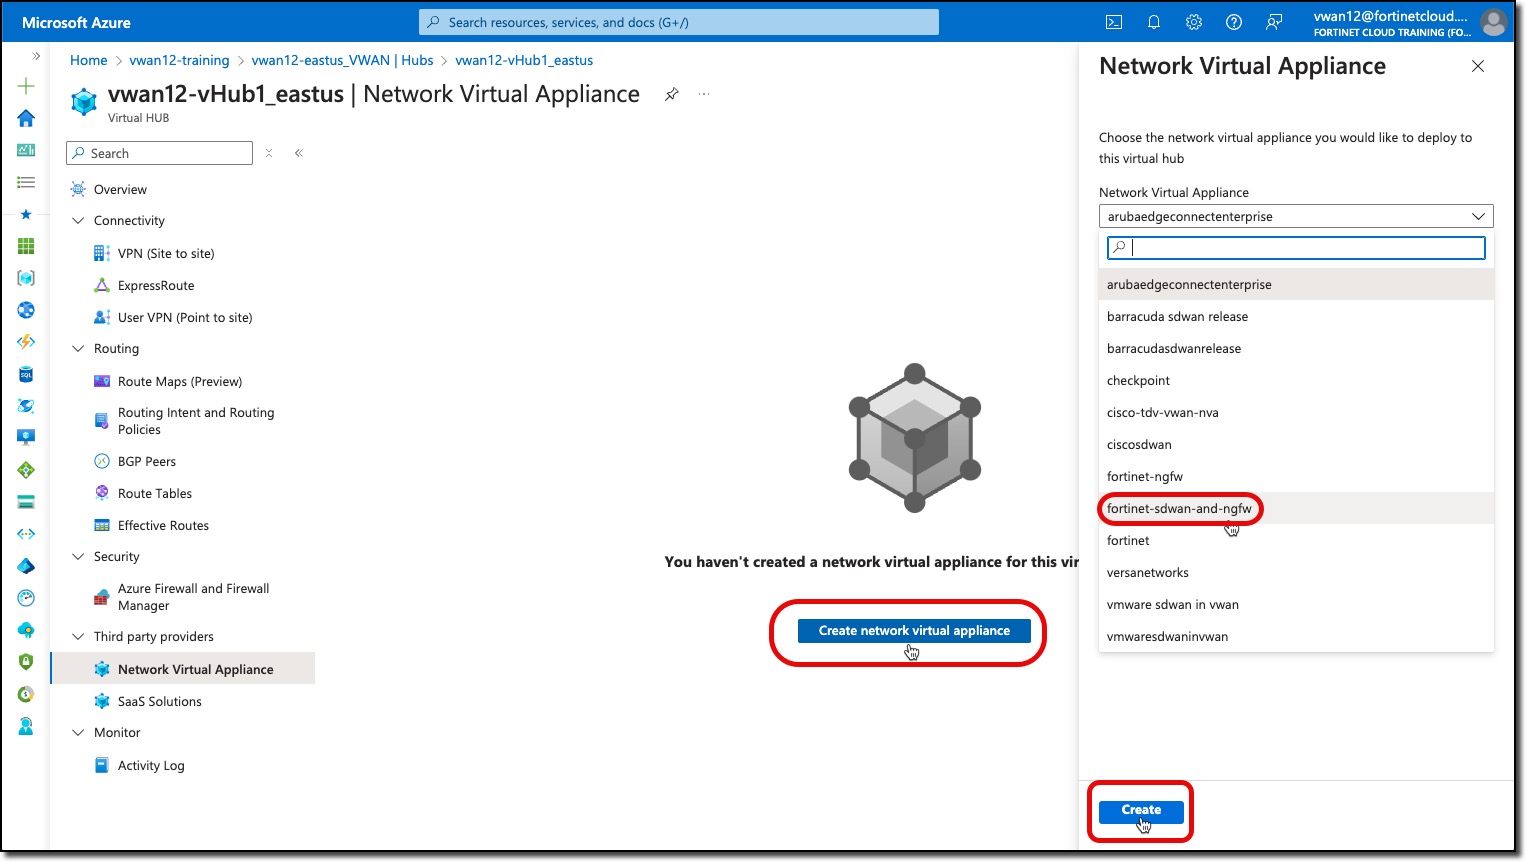 Microsoft Azure
Search resources, services, and docs (G+/)
vwan12@fortinetcloud....
FORTINET CLOUD TRAINING (FO...
Home > vwan12-training > vwan12-eastus_VWAN | Hubs > vwan12-vHub1_eastus
vwan12-vHub1_eastus | Network Virtual Appliance
Virtual HUB
Search
Overview
Connectivity
VPN (Site to site)
ExpressRoute
User VPN (Point to site)
Routing
Route Maps (Preview)
Routing Intent and Routing
Policies
BGP Peers
Route Tables
Effective Routes
Security
Azure Firewall and Firewall
Manager
Third party providers
Network Virtual Appliance
SaaS Solutions
Monitor
Activity Log
SQL
You haven't created a network virtual appliance for this vir
Create network virtual appliance
Network Virtual Appliance
Choose the network virtual appliance you would like to deploy to
this virtual hub
Network Virtual Appliance
arubaedgeconnectenterprise
arubaedgeconnectenterprise
barracuda sdwan release
barracudasdwanrelease
checkpoint
cisco-tdv-vwan-nva
ciscosdwan
fortinet-ngfw
fortinet-sdwan-and-ngfw
fortinet
versanetworks
vmware sdwan in vwan
vmwaresdwaninvwan
Create